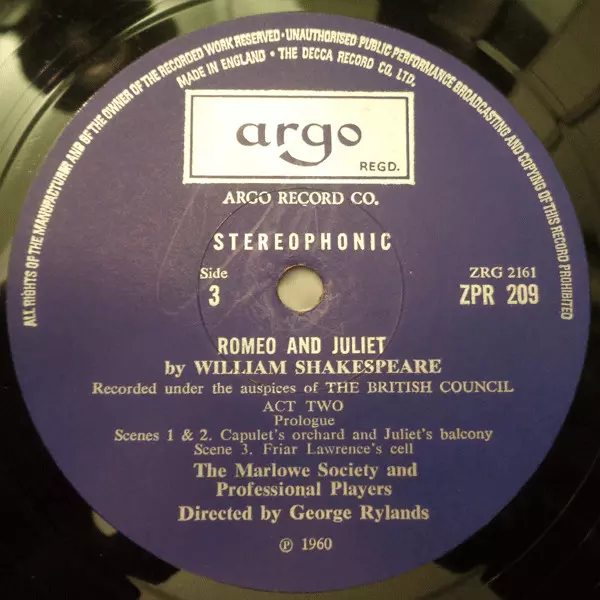 ALL RIGHTS OF THE MANUFACTURER AND OF THE OWNER OF THE RECORDED WORK RESERVED · UNAUTHORISED PUBLIC PERFORMANCE BROADCASTING AND COPYING OF THIS RECORD PROHIBITED
MADE IN ENGLAND • THE DECCA RECORD CO. LTD.
argo
REGD.
ARGO RECORD CO.
STEREOPHONIC
Side ZRG 2161
3 ZPR 209
ROMEO AND JULIET
by WILLIAM SHAKESPEARE
Recorded under the auspices of THE BRITISH COUNCIL
ACT TWO
Prologue
Scenes 1 & 2. Capulet's orchard and Juliet's balcony
Scene 3. Friar Lawrence's cell
The Marlowe Society and
Professional Players
Directed by George Rylands
℗ 1960